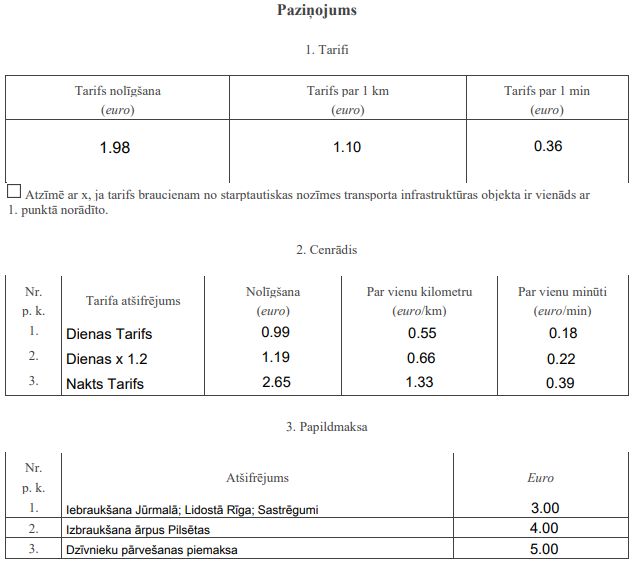 Paziņojums
1. Tarifi
Tarifs nolīgšana Tarifs par 1 km Tarifs par 1 min
(euro) (euro) (euro)
1.98 1.10 0.36
Atzīmē ar x, ja tarifs braucienam no starptautiskas nozīmes transporta infrastruktūras objekta ir vienāds ar
1. punktā norādīto.
2. Cenrādis
Nr. p. k. Tarifa atšifrējums Nolīgšana (euro) Par vienu kilometru (euro/km) Par vienu minūti (euro/min)
1. Dienas Tarifs 0.99 0.55 0.18
2. Dienas x 1.2 1.19 0.66 0.22
3. Nakts Tarifs 2.65 1.33 0.39
3. Papildmaksa
Nr. p. k. Atšifrējums Euro
1. Iebraukšana Jūrmalā; Lidostā Rīga; Sastrēgumi 3.00
2. Izbraukšana ārpus Pilsētas 4.00
3. Dzīvnieku pārvešanas piemaksa 5.00